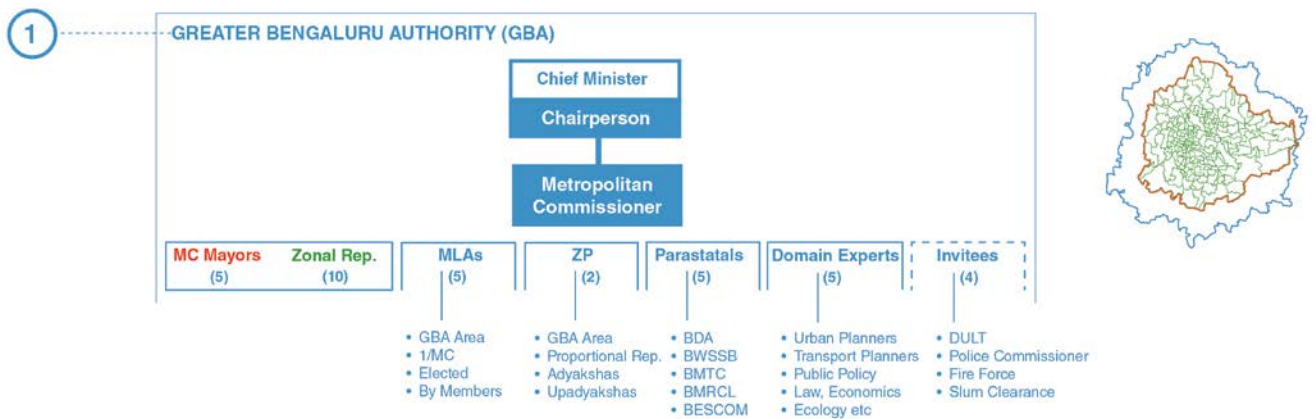 1
GREATER BENGALURU AUTHORITY (GBA)
Chief Minister
Chairperson
Metropolitan
Commissioner
MC Mayors
(5)
Zonal Rep.
(10)
MLAs
(5)
ZP
(2)
Parastatals
(5)
Domain Experts
(5)
Invitees
(4)
• GBA Area
• 1/MC
• Elected
• By Members
• GBA Area
• Proportional Rep.
• Adyakshas
• Upadyakshas
• BDA
• BWSSB
• BMTC
• BMRCL
• BESCOM
• Urban Planners
• Transport Planners
• Public Policy
• Law, Economics
• Ecology etc
• DULT
• Police Commissioner
• Fire Force
• Slum Clearance